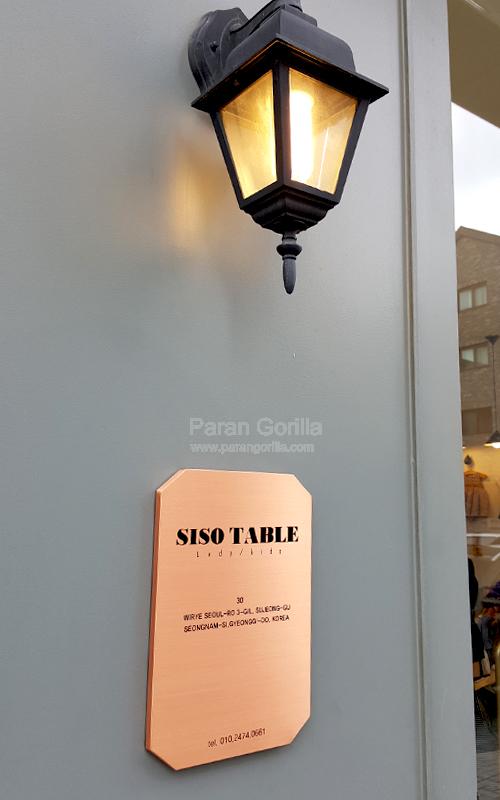 Paran Gorilla
www.parangorilla.com
SISO TABLE
Lady/kids
30
WIRYE SEOUL-RO 3-GIL, SUJEONG-GU
SEONGNAM-SI,GYEONGGI-DO, KOREA
tel. 010.2474.0661